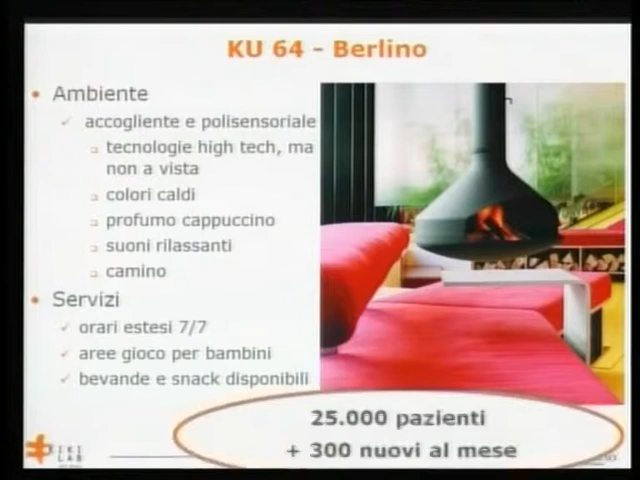 KU 64 - Berlino
• Ambiente
✓ accogliente e polisensoriale
❑ tecnologie high tech, ma
non a vista
❑ colori caldi
❑ profumo cappuccino
❑ suoni rilassanti
❑ camino
• Servizi
✓ orari estesi 7/7
✓ aree gioco per bambini
✓ bevande e snack disponibili
25.000 pazienti
+ 300 nuovi al mese
KIKI
LAB